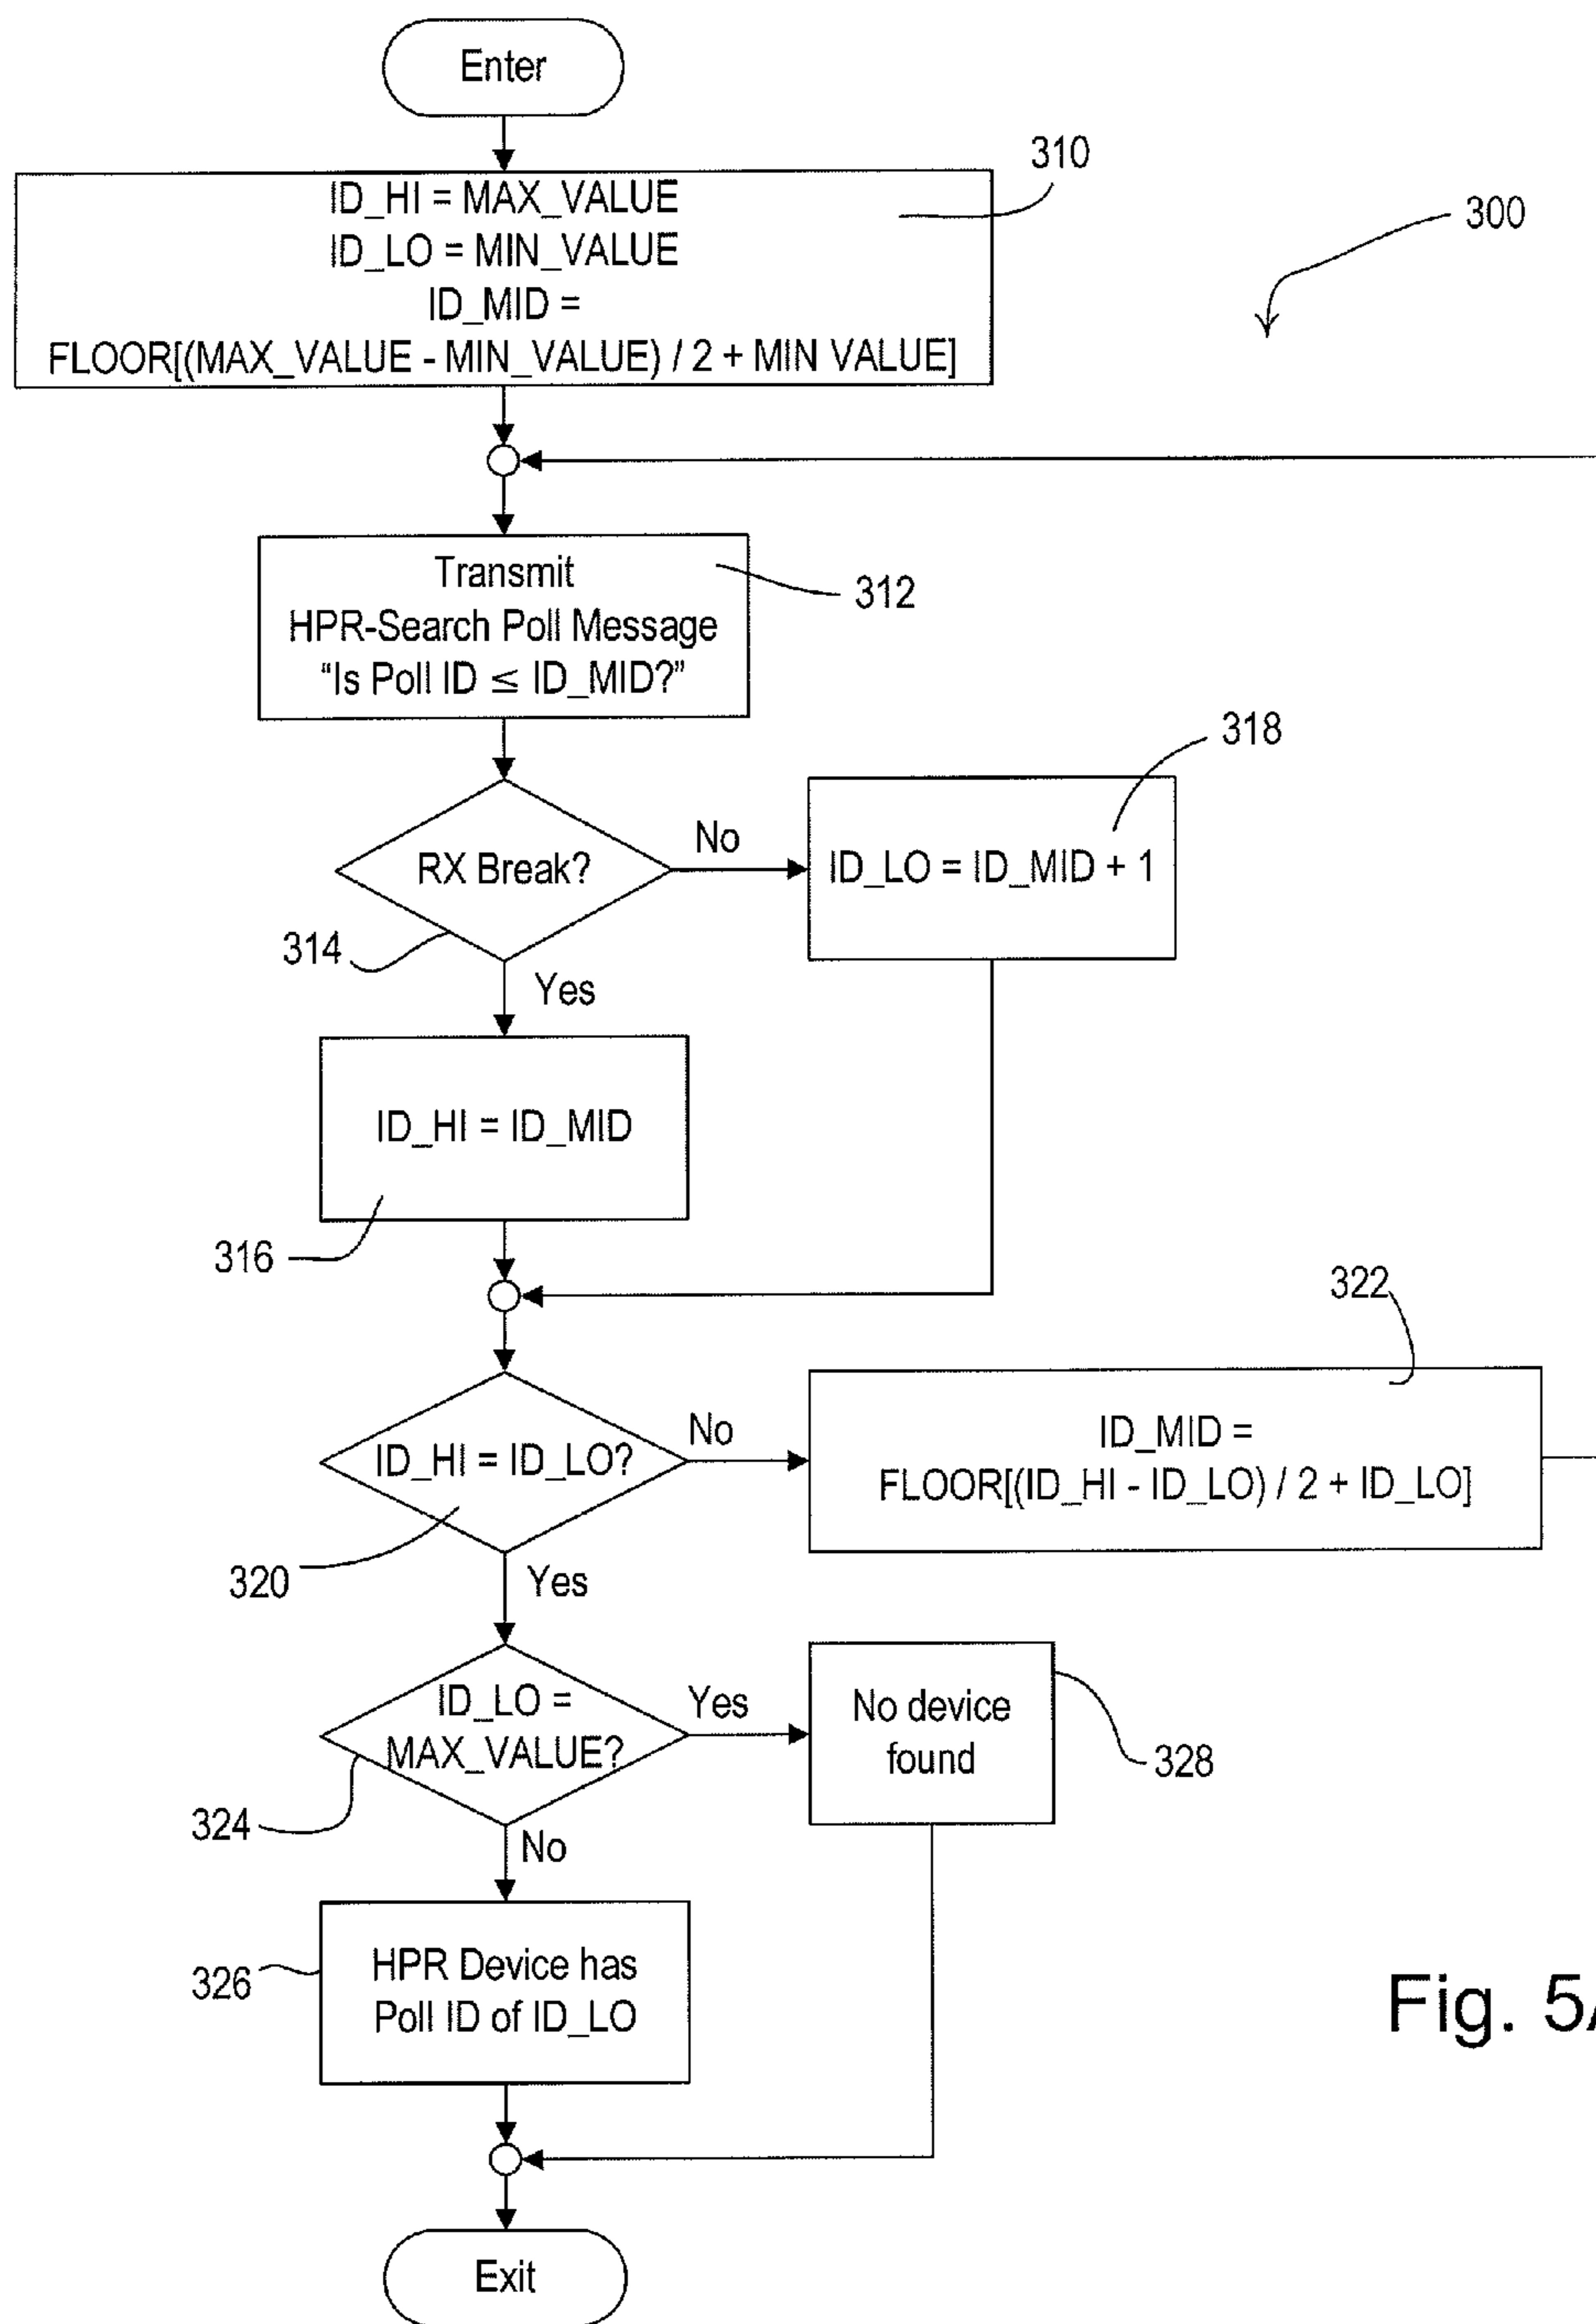 Enter
310
ID_HI = MAX_VALUE
ID_LO = MIN_VALUE
ID_MID =
FLOOR[(MAX_VALUE - MIN_VALUE) / 2 + MIN VALUE]
300
Transmit
HPR-Search Poll Message
“Is Poll ID ≤ ID_MID?”
312
318
RX Break?
No
ID_LO = ID_MID + 1
314
Yes
ID_HI = ID_MID
316
322
ID_HI = ID_LO?
No
ID_MID =
FLOOR[(ID_HI - ID_LO) / 2 + ID_LO]
320
Yes
ID_LO =
MAX_VALUE?
Yes
No device
found
328
324
No
HPR Device has
Poll ID of ID_LO
326
Fig. 5A
Exit